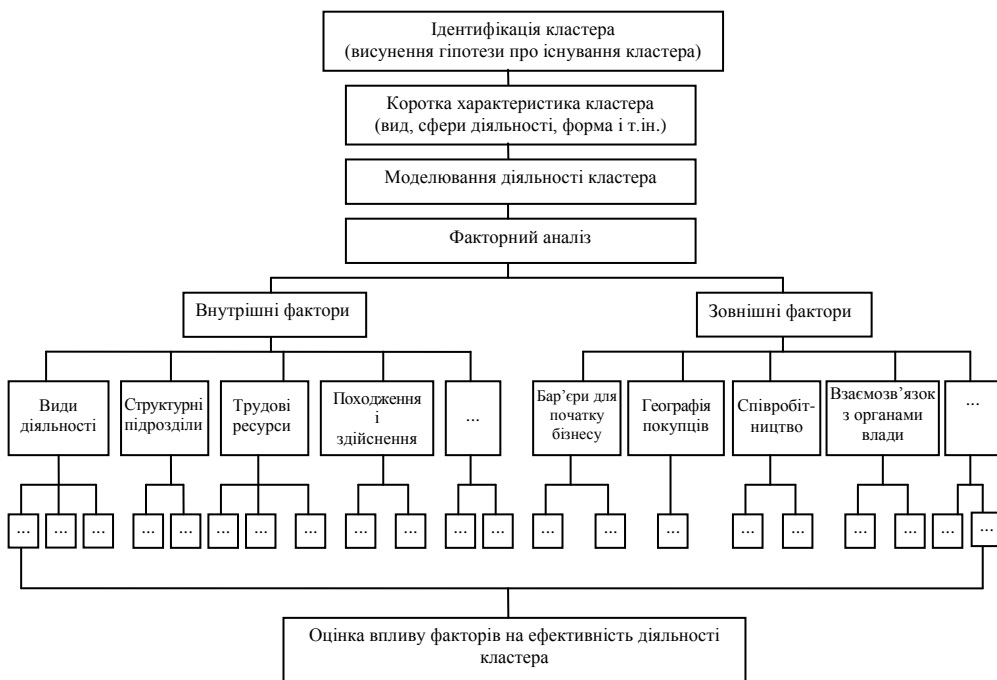 Ідентифікація кластера
(висунення гіпотези про існування кластера)
Коротка характеристика кластера
(вид, сфери діяльності, форма і т.ін.)
Моделювання діяльності кластера
Факторний аналіз
Внутрішні фактори
Зовнішні фактори
Види
діяльності
Структурні
підрозділи
Трудові
ресурси
Походження
і
здійснення
...
Бар’єри для
початку
бізнесу
Географія
покупців
Співробіт-
ництво
Взаємозв’язок
з органами
влади
...
... ... ... ... ... ... ... ... ... ... ... ... ... ... ... ... ... ... ... ... ... ...
Оцінка впливу факторів на ефективність діяльності
кластера